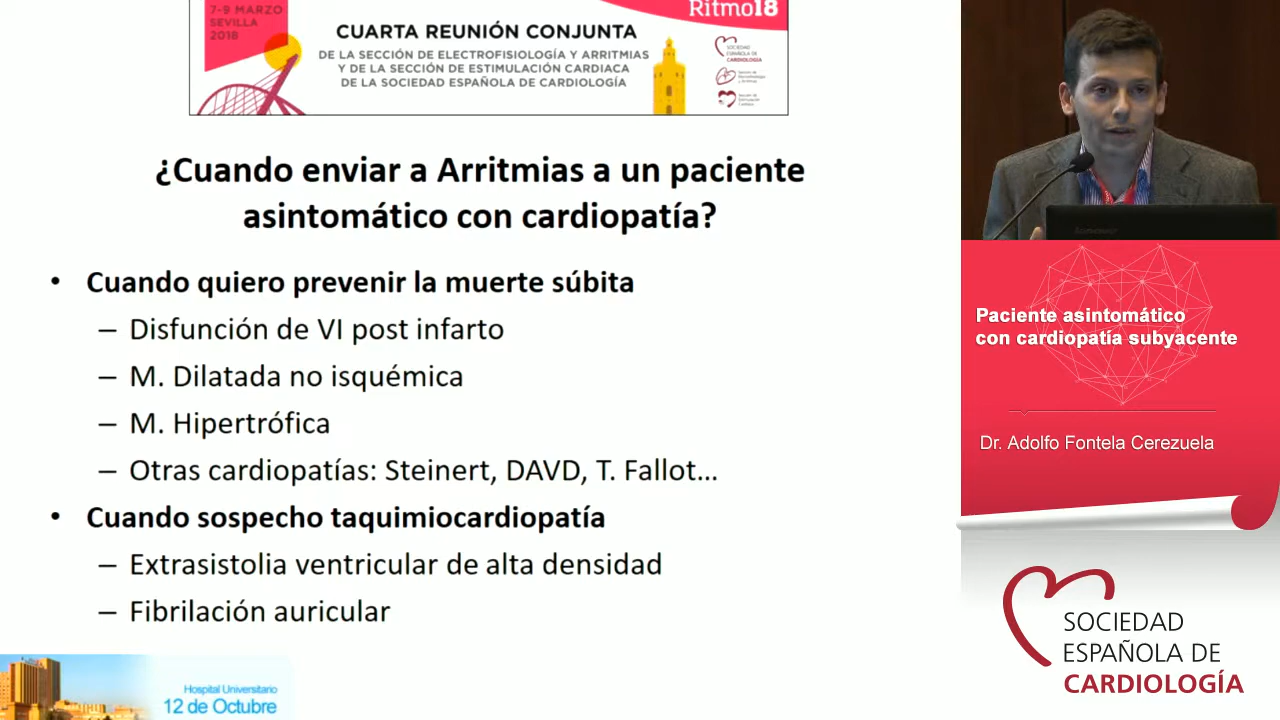 7-9 MARZO
SEVILLA
2018
Ritmo18
CUARTA REUNIÓN CONJUNTA
DE LA SECCIÓN DE ELECTROFISIOLOGÍA Y ARRITMIAS
Y DE LA SECCIÓN DE ESTIMULACIÓN CARDIACA
DE LA SOCIEDAD ESPAÑOLA DE CARDIOLOGÍA
SOCIEDAD
ESPAÑOLA DE
CARDIOLOGÍA
¿Cuando enviar a Arritmias a un paciente
asintomático con cardiopatía?
• Cuando quiero prevenir la muerte súbita
– Disfunción de VI post infarto
– M. Dilatada no isquémica
– M. Hipertrófica
– Otras cardiopatías: Steinert, DAVD, T. Fallot...
• Cuando sospecho taquimiocardiopatía
– Extrasistolia ventricular de alta densidad
– Fibrilación auricular
Hospital Universitario
12 de Octubre
Paciente asintomático
con cardiopatía subyacente
Dr. Adolfo Fontela Cerezuela
SOCIEDAD
ESPAÑOLA DE
CARDIOLOGÍA